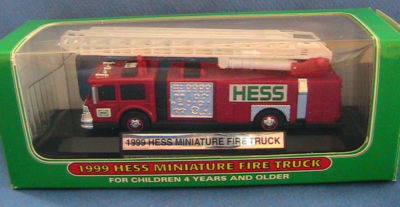 HESS
1999 HESS MINIATURE FIRE TRUCK
1999 HESS MINIATURE FIRE TRUCK
FOR CHILDREN 4 YEARS AND OLDER